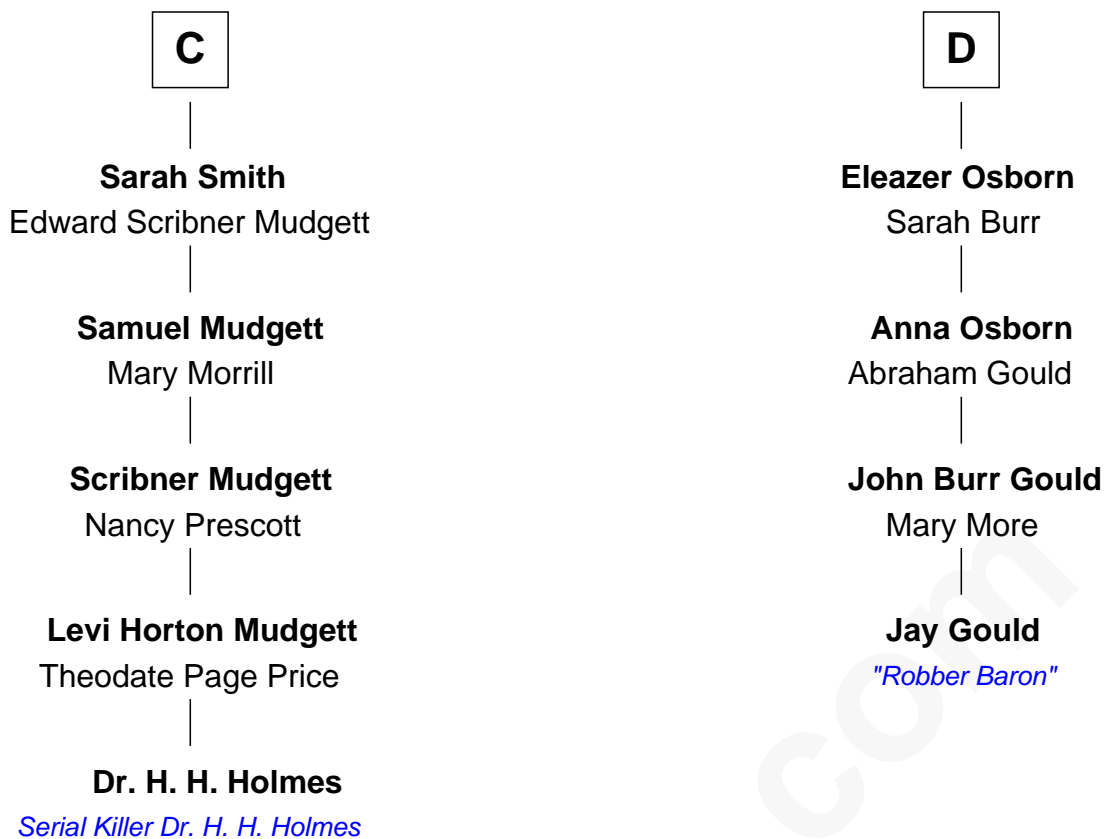 C
Sarah Smith
Edward Scribner Mudgett
Samuel Mudgett
Mary Morrill
Scribner Mudgett
Nancy Prescott
Levi Horton Mudgett
Theodate Page Price
Dr. H. H. Holmes
Serial Killer Dr. H. H. Holmes
D
Eleazer Osborn
Sarah Burr
Anna Osborn
Abraham Gould
John Burr Gould
Mary More
Jay Gould
"Robber Baron"
com